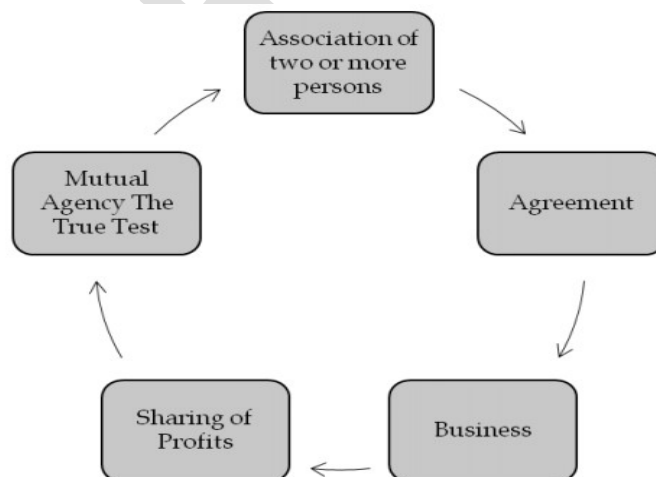 Association of
two or more
persons
Agreement
Business
Sharing of
Profits
Mutual
Agency The
True Test